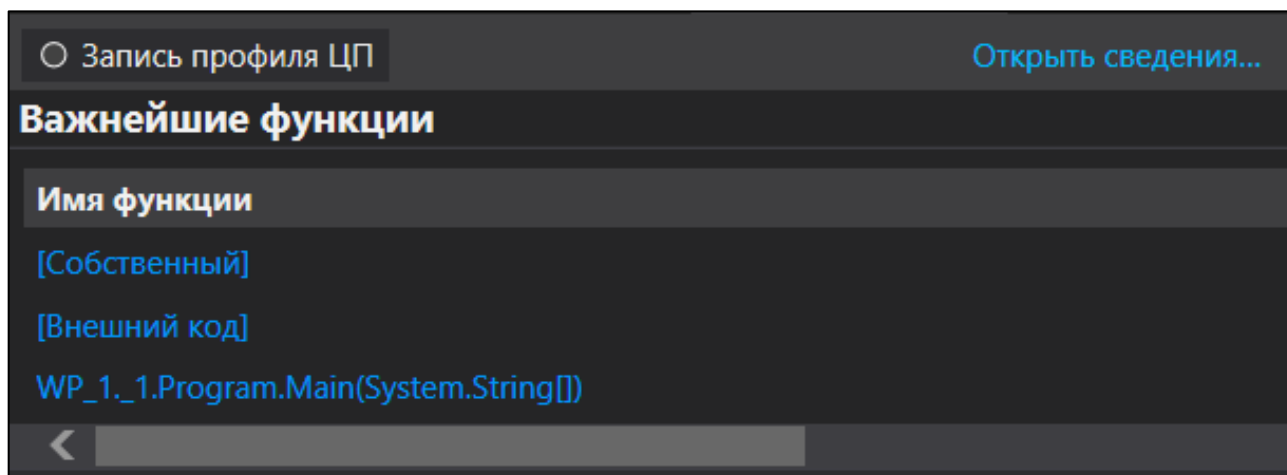 Запись профиля ЦП Открыть сведения...
Важнейшие функции
Имя функции
[Собственный]
[Внешний код]
WP_1._1.Program.Main(System.String[])